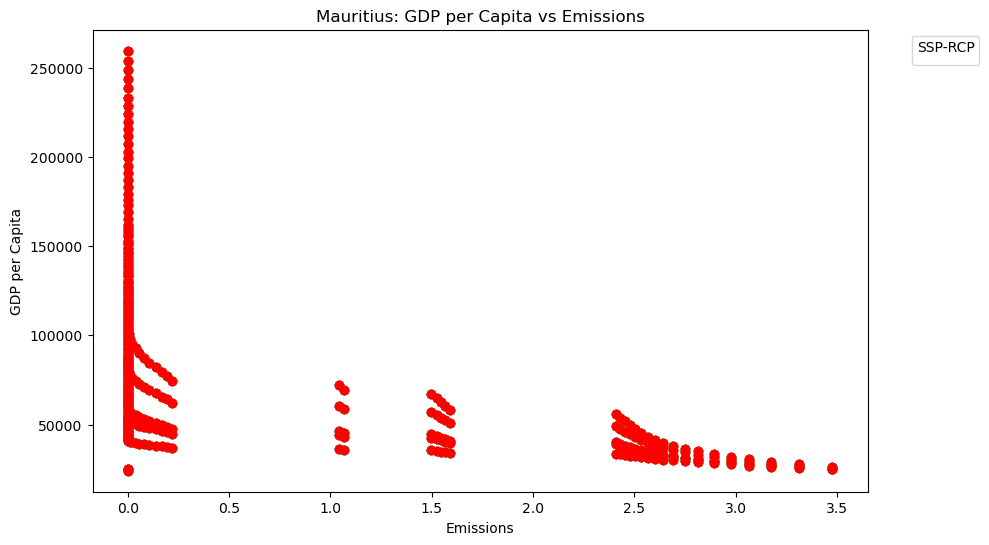 Mauritius: GDP per Capita vs Emissions
SSP-RCP
250000
200000
150000
100000
50000
GDP per Capita
0.0 0.5 1.0 1.5 2.0 2.5 3.0 3.5
Emissions